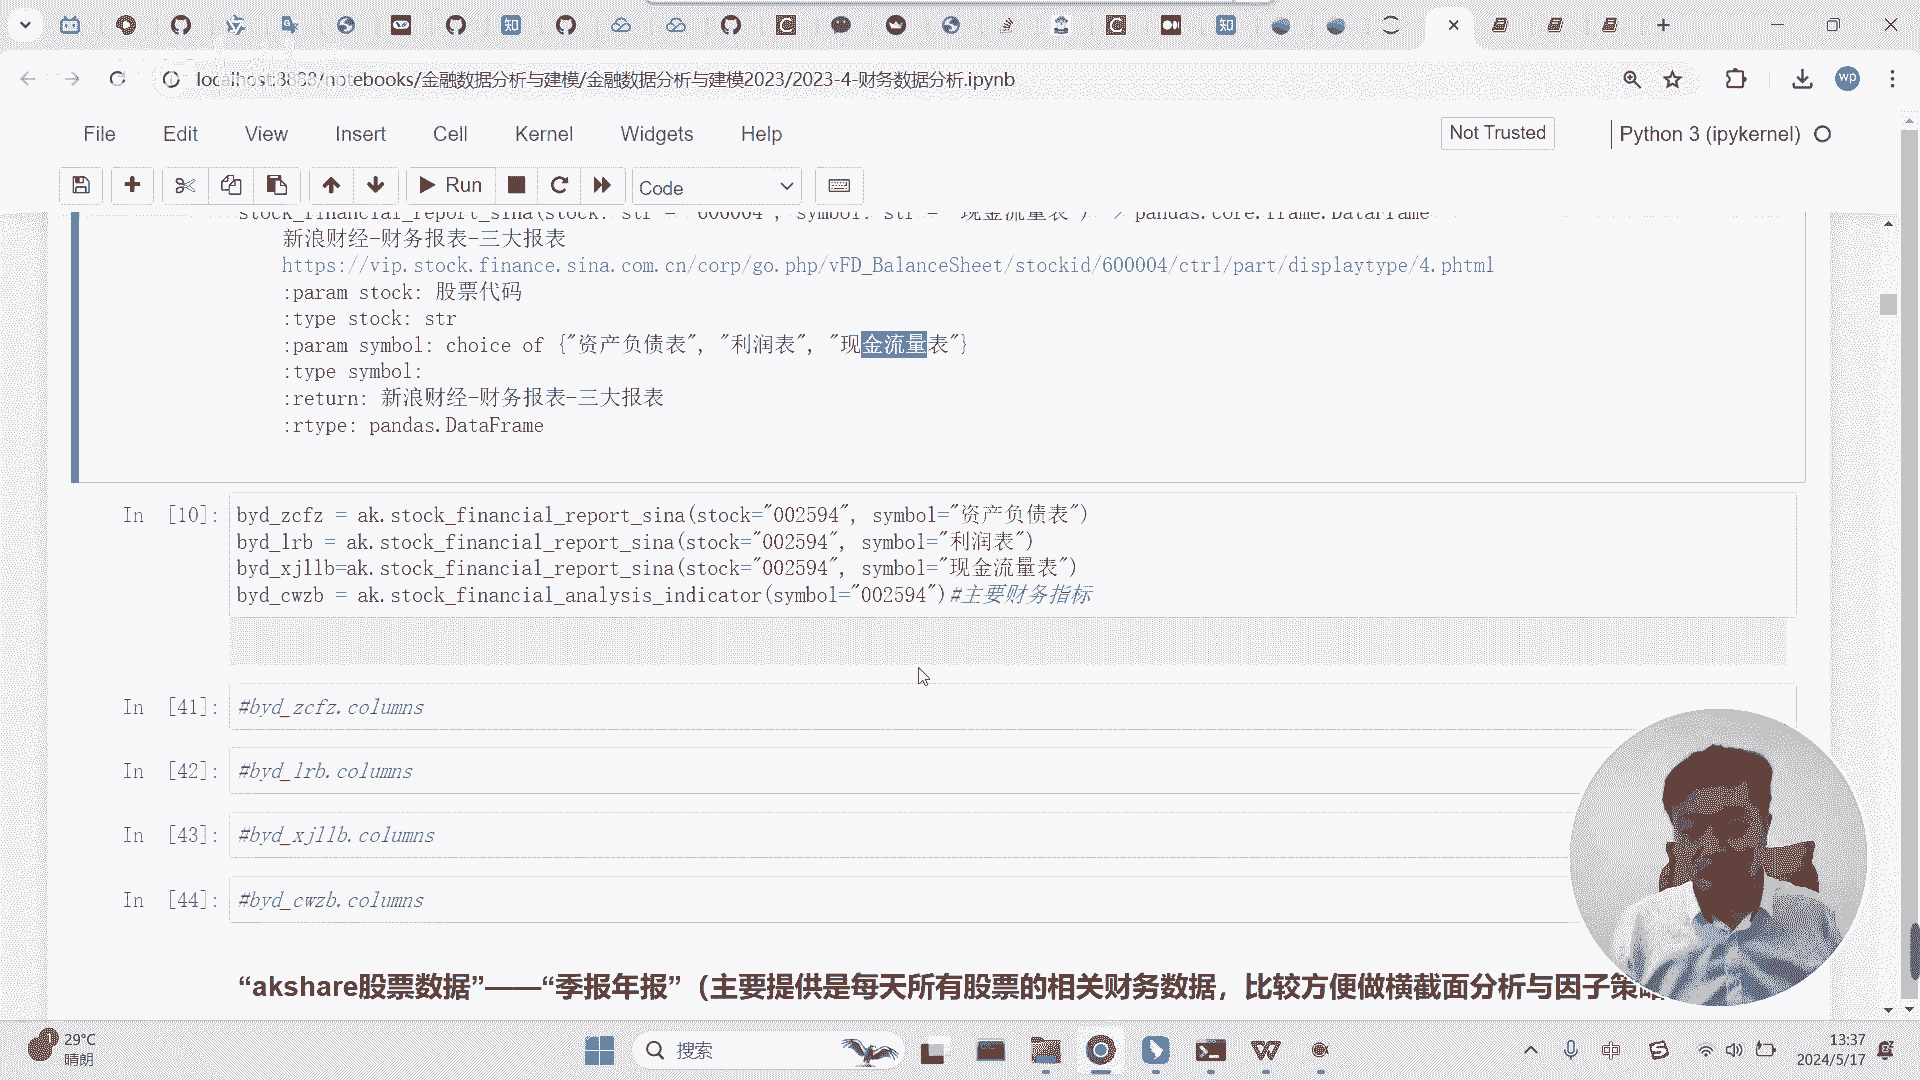 localhost:8888/notebooks/金融数据分析与建模/金融数据分析与建模2023/2023-4-财务数据分析.ipynb
wp
File Edit View Insert Cell Kernel Widgets Help
Not Trusted
Python 3 (ipykernel)
Run
Code
stock_financial_report_sina(stock: str = '600004', symbol: str = '现金流量表') -> pandas.core.frame.DataFrame
新浪财经-财务报表-三大报表
https://vip.stock.finance.sina.com.cn/corp/go.php/vFD_BalanceSheet/stockid/600004/ctrl/part/displaytype/4.phtml
:param stock: 股票代码
:type stock: str
:param symbol: choice of {"资产负债表", "利润表", "现金流量表"}
:type symbol:
:return: 新浪财经-财务报表-三大报表
:rtype: pandas.DataFrame
In [10]:
byd_zcfz = ak.stock_financial_report_sina(stock="002594", symbol="资产负债表")
byd_lrb = ak.stock_financial_report_sina(stock="002594", symbol="利润表")
byd_xjllb=ak.stock_financial_report_sina(stock="002594", symbol="现金流量表")
byd_cwzb = ak.stock_financial_analysis_indicator(symbol="002594")#主要财务指标
In [41]: #byd_zcfz.columns
In [42]: #byd_lrb.columns
In [43]: #byd_xjllb.columns
In [44]: #byd_cwzb.columns
“akshare股票数据”——“季报年报”（主要提供是每天所有股票的相关财务数据，比较方便做横截面分析与因子策略
29°C
晴朗
搜索
中
13:37
2024/5/17